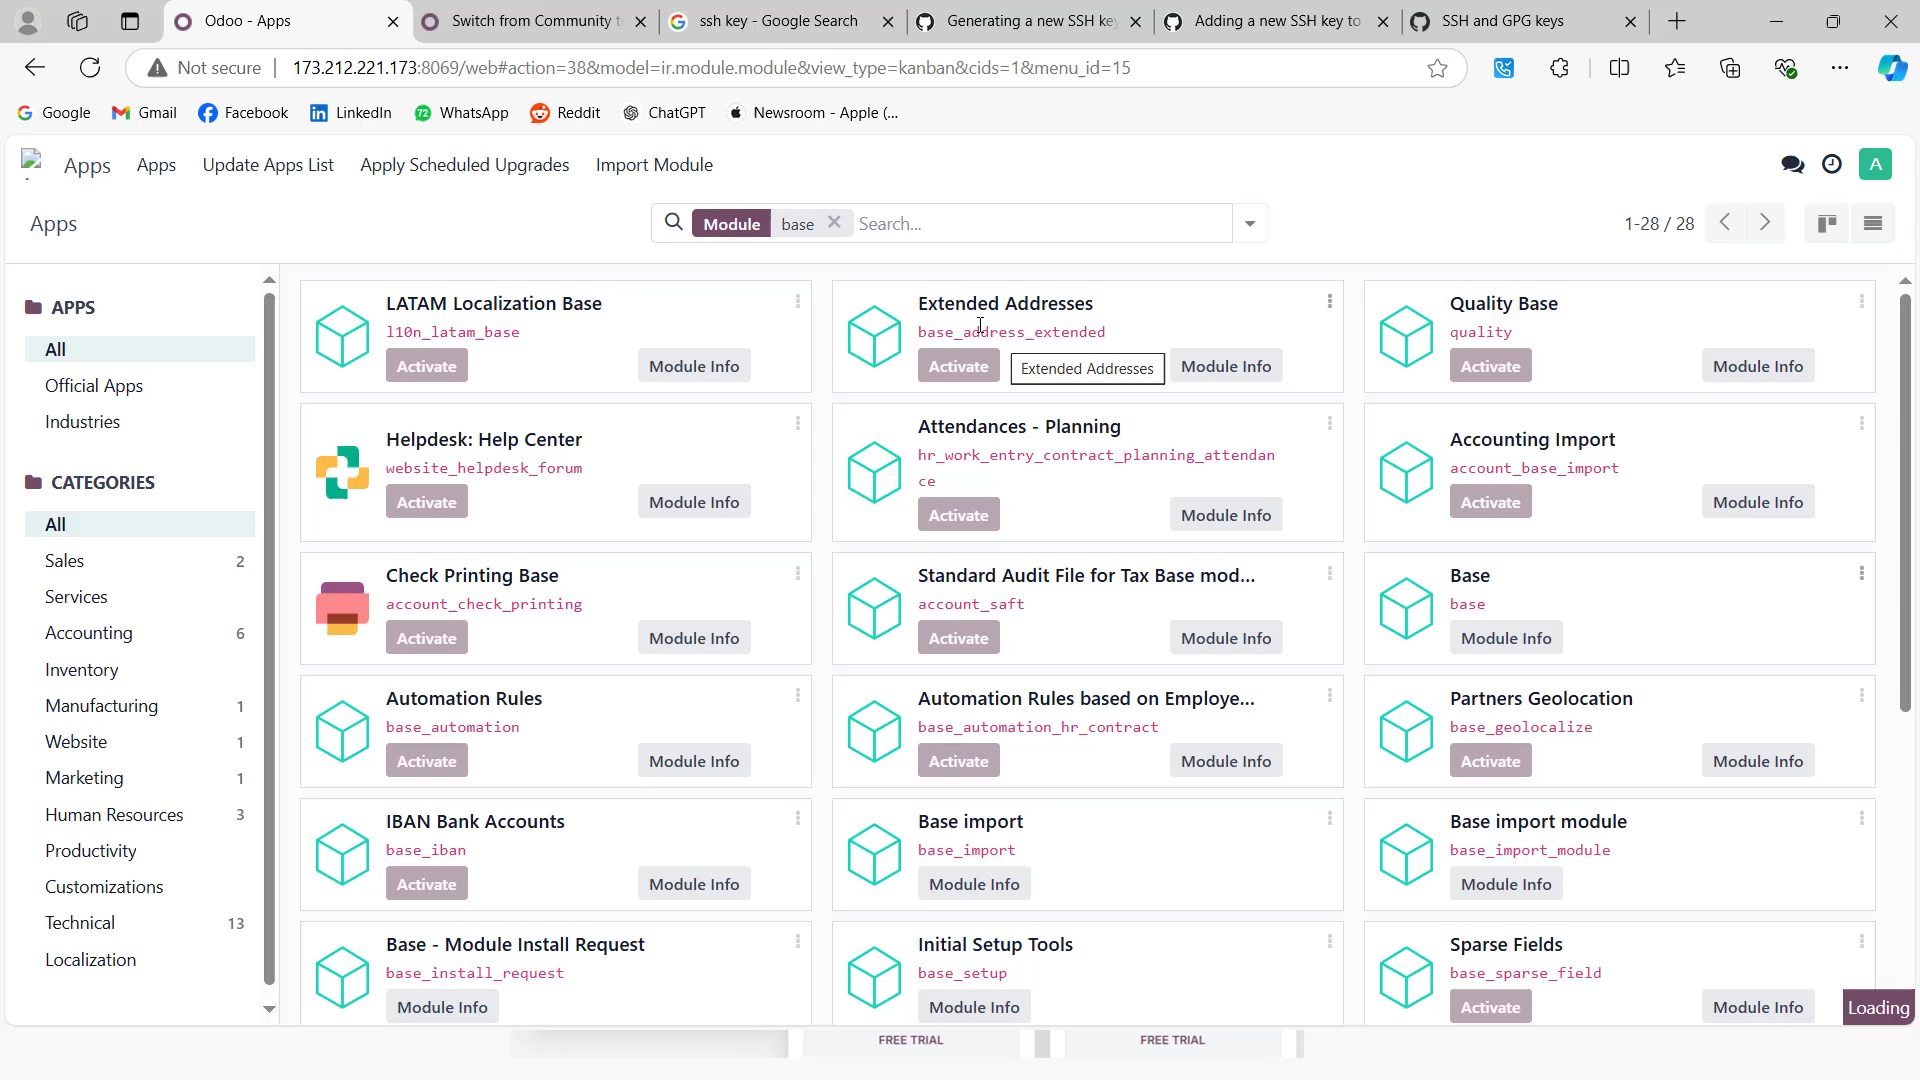 Odoo - Apps
Switch from Community t
ssh key - Google Search
Generating a new SSH ke
Adding a new SSH key to
SSH and GPG keys
Not secure
173.212.221.173:8069/web#action=38&model=ir.module.module&view_type=kanban&cids=1&menu_id=15
Google
Gmail
Facebook
LinkedIn
72
WhatsApp
Reddit
ChatGPT
Newsroom - Apple (...
Apps
Apps
Update Apps List
Apply Scheduled Upgrades
Import Module
A
Apps
Module
base
Search...
1-28 / 28
APPS
All
Official Apps
Industries
CATEGORIES
All
Sales 2
Services
Accounting 6
Inventory
Manufacturing 1
Website 1
Marketing 1
Human Resources 3
Productivity
Customizations
Technical 13
Localization
LATAM Localization Base
l10n_latam_base
Activate
Module Info
Extended Addresses
base_address_extended
Activate
Extended Addresses
Module Info
Quality Base
quality
Activate
Module Info
Helpdesk: Help Center
website_helpdesk_forum
Activate
Module Info
Attendances - Planning
hr_work_entry_contract_planning_attendan
ce
Activate
Module Info
Accounting Import
account_base_import
Activate
Module Info
Check Printing Base
account_check_printing
Activate
Module Info
Standard Audit File for Tax Base mod...
account_saft
Activate
Module Info
Base
base
Module Info
Automation Rules
base_automation
Activate
Module Info
Automation Rules based on Employe...
base_automation_hr_contract
Activate
Module Info
Partners Geolocation
base_geolocalize
Activate
Module Info
IBAN Bank Accounts
base_iban
Activate
Module Info
Base import
base_import
Module Info
Base import module
base_import_module
Module Info
Base - Module Install Request
base_install_request
Module Info
Initial Setup Tools
base_setup
Module Info
Sparse Fields
base_sparse_field
Activate
Module Info
Loading
FREE TRIAL
FREE TRIAL